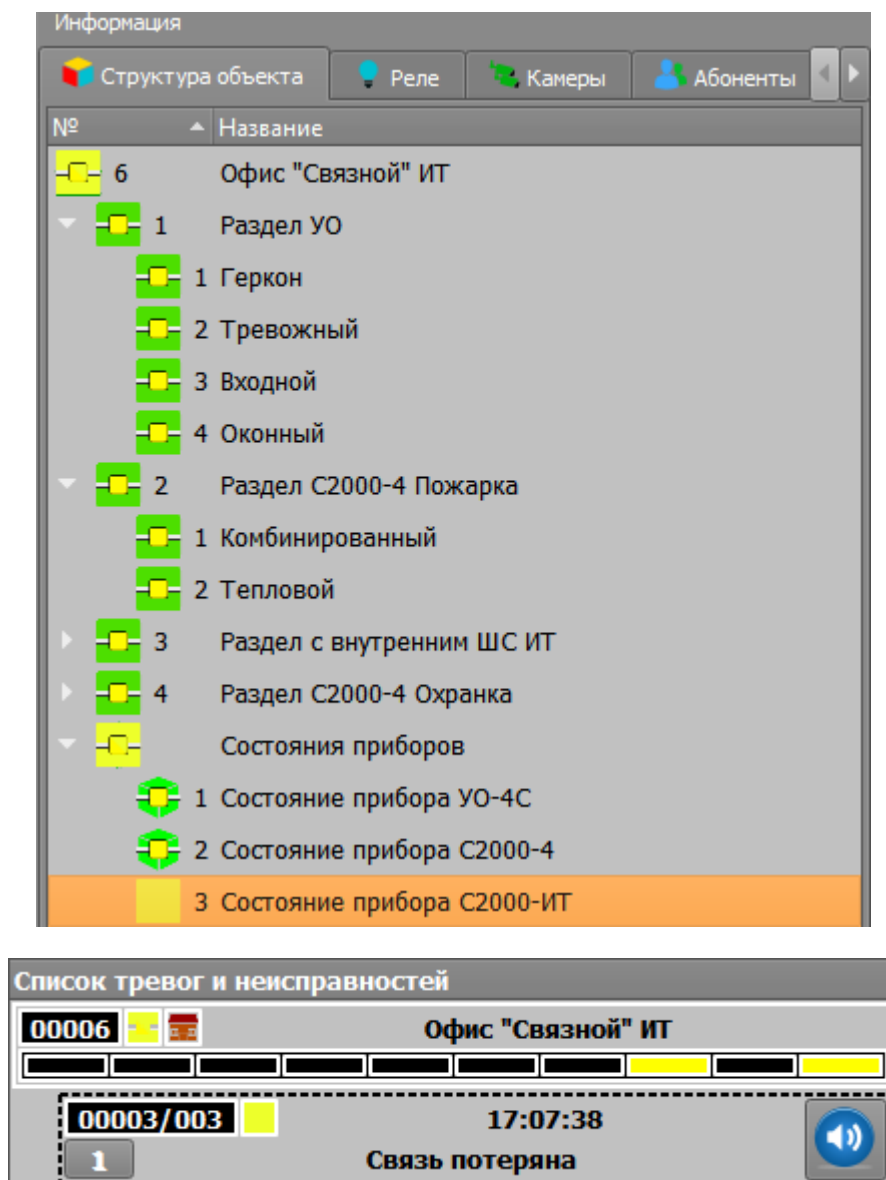 Информация
Структура объекта Реле Камеры Абоненты
№ Название
6 Офис "Связной" ИТ
1 Раздел УО
1 Геркон
2 Тревожный
3 Входной
4 Оконный
2 Раздел С2000-4 Пожарка
1 Комбинированный
2 Тепловой
3 Раздел с внутренним ШС ИТ
4 Раздел С2000-4 Охранка
Состояния приборов
1 Состояние прибора УО-4С
2 Состояние прибора С2000-4
3 Состояние прибора С2000-ИТ
Список тревог и неисправностей
00006 Офис "Связной" ИТ
00003/003 17:07:38
1 Связь потеряна